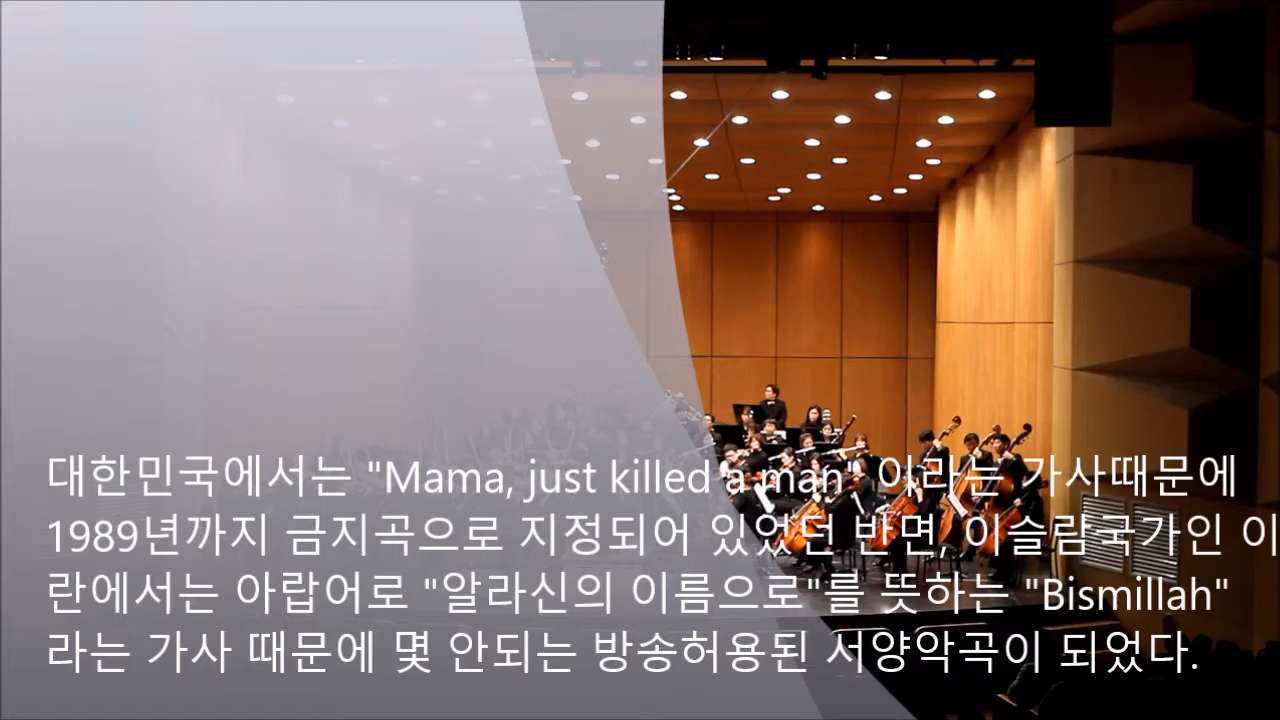 대한민국에서는 "Mama, just killed a man" 이라는 가사때문에
1989년까지 금지곡으로 지정되어 있었던 반면, 이슬람국가인 이
란에서는 아랍어로 "알라신의 이름으로"를 뜻하는 "Bismillah"
라는 가사 때문에 몇 안되는 방송허용된 서양악곡이 되었다.